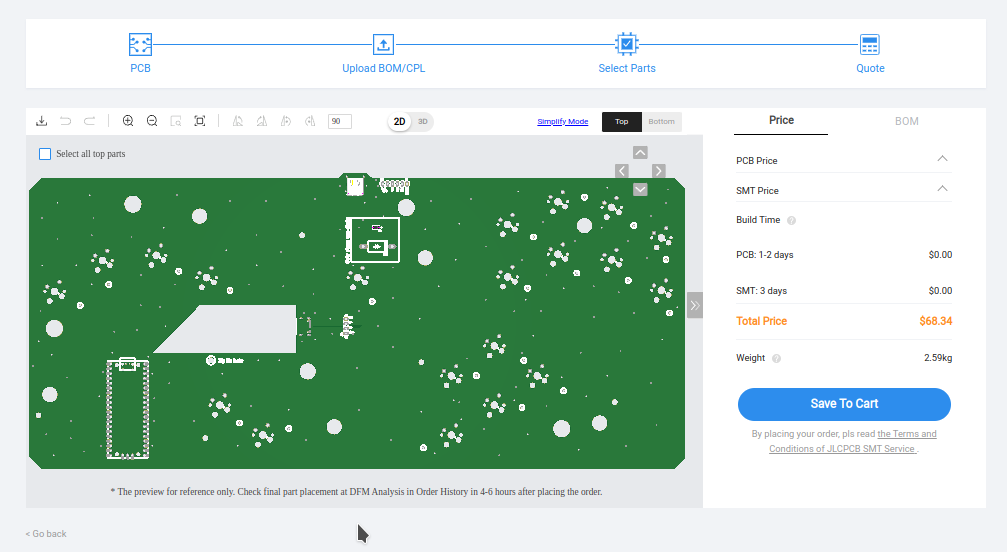 PCB
Upload BOM/CPL
Select Parts
Quote
90
2D
3D
Simplify Mode
Top
Bottom
Price
BOM
Select all top parts
PCB Price
SMT Price
Build Time ?
PCB: 1-2 days
$0.00
SMT: 3 days
$0.00
Total Price
$68.34
Weight ?
2.59kg
Save To Cart
By placing your order, pls read the Terms and
Conditions of JLCPCB SMT Service .
* The preview for reference only. Check final part placement at DFM Analysis in Order History in 4-6 hours after placing the order.
< Go back